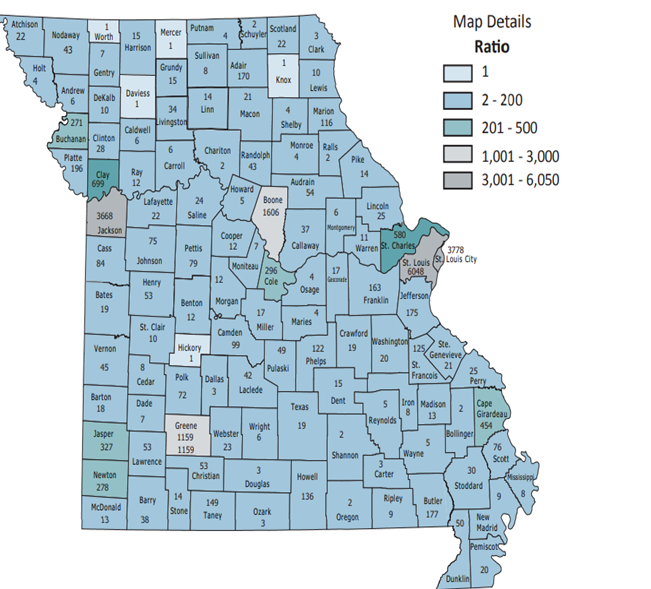 Map Details
Ratio
1
2 - 200
201 - 500
1,001 - 3,000
3,001 - 6,050
Atchison
22
Nodaway
43
1
Worth
15
Harrison
Mercer
1
Putnam
4
2
Schuyler
Scotland
22
3
Clark
Holt
4
7
Gentry
Grundy
15
Sullivan
8
Adair
170
1
Knox
10
Lewis
Andrew
6
DeKalb
10
Daviess
1
34
Livingston
14
Linn
21
Macon
4
Shelby
Marion
116
271
Buchanan
Clinton
28
Caldwell
6
6
Carroll
Chariton
2
Randolph
43
Monroe
4
Ralls
2
Pike
14
Platte
196
Clay
699
Ray
12
Howard
5
Boone
1606
Audrain
54
Lincoln
25
3668
Jackson
Lafayette
22
24
Saline
Cooper
12
37
Callaway
6
Montgomery
11
Warren
580
St. Charles
St. Louis
6048
3778
St. Louis City
Cass
84
75
Johnson
Pettis
79
7
Moniteau
296
Cole
4
Osage
17
Gasconade
163
Franklin
Jefferson
175
Bates
19
Henry
53
Benton
12
12
Morgan
17
Miller
4
Maries
St. Clair
10
Camden
99
Crawford
19
Washington
20
125
St.
Francois
Ste.
Genevieve
21
25
Perry
Vernon
45
Hickory
1
8
Cedar
Polk
72
Dallas
3
42
Laclede
49
Pulaski
122
Phelps
15
Dent
5
Reynolds
Iron
8
Madison
13
2
Bollinger
Cape
Girardeau
454
Barton
18
Dade
7
Greene
1159
1159
Webster
23
Wright
6
Texas
19
2
Shannon
5
Wayne
76
Scott
Jasper
327
53
Lawrence
53
Christian
3
Douglas
Howell
136
3
Carter
30
Stoddard
Mississippi
8
Newton
278
Barry
38
14
Stone
149
Taney
Ozark
3
2
Oregon
Ripley
9
Butler
177
9
New
Madrid
McDonald
13
50
Dunklin
Pemiscot
20